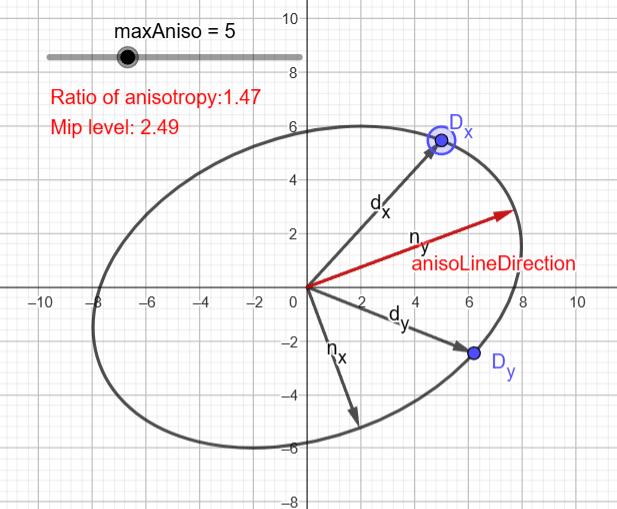 maxAniso = 5
Ratio of anisotropy:1.47
Mip level: 2.49
10
8
6
4
2
0
−2
−4
−6
−8
−10 −8 −6 −4 −2 2 4 6 8 10
Dx
dx
ny
anisoLineDirection
dy
nx
Dy